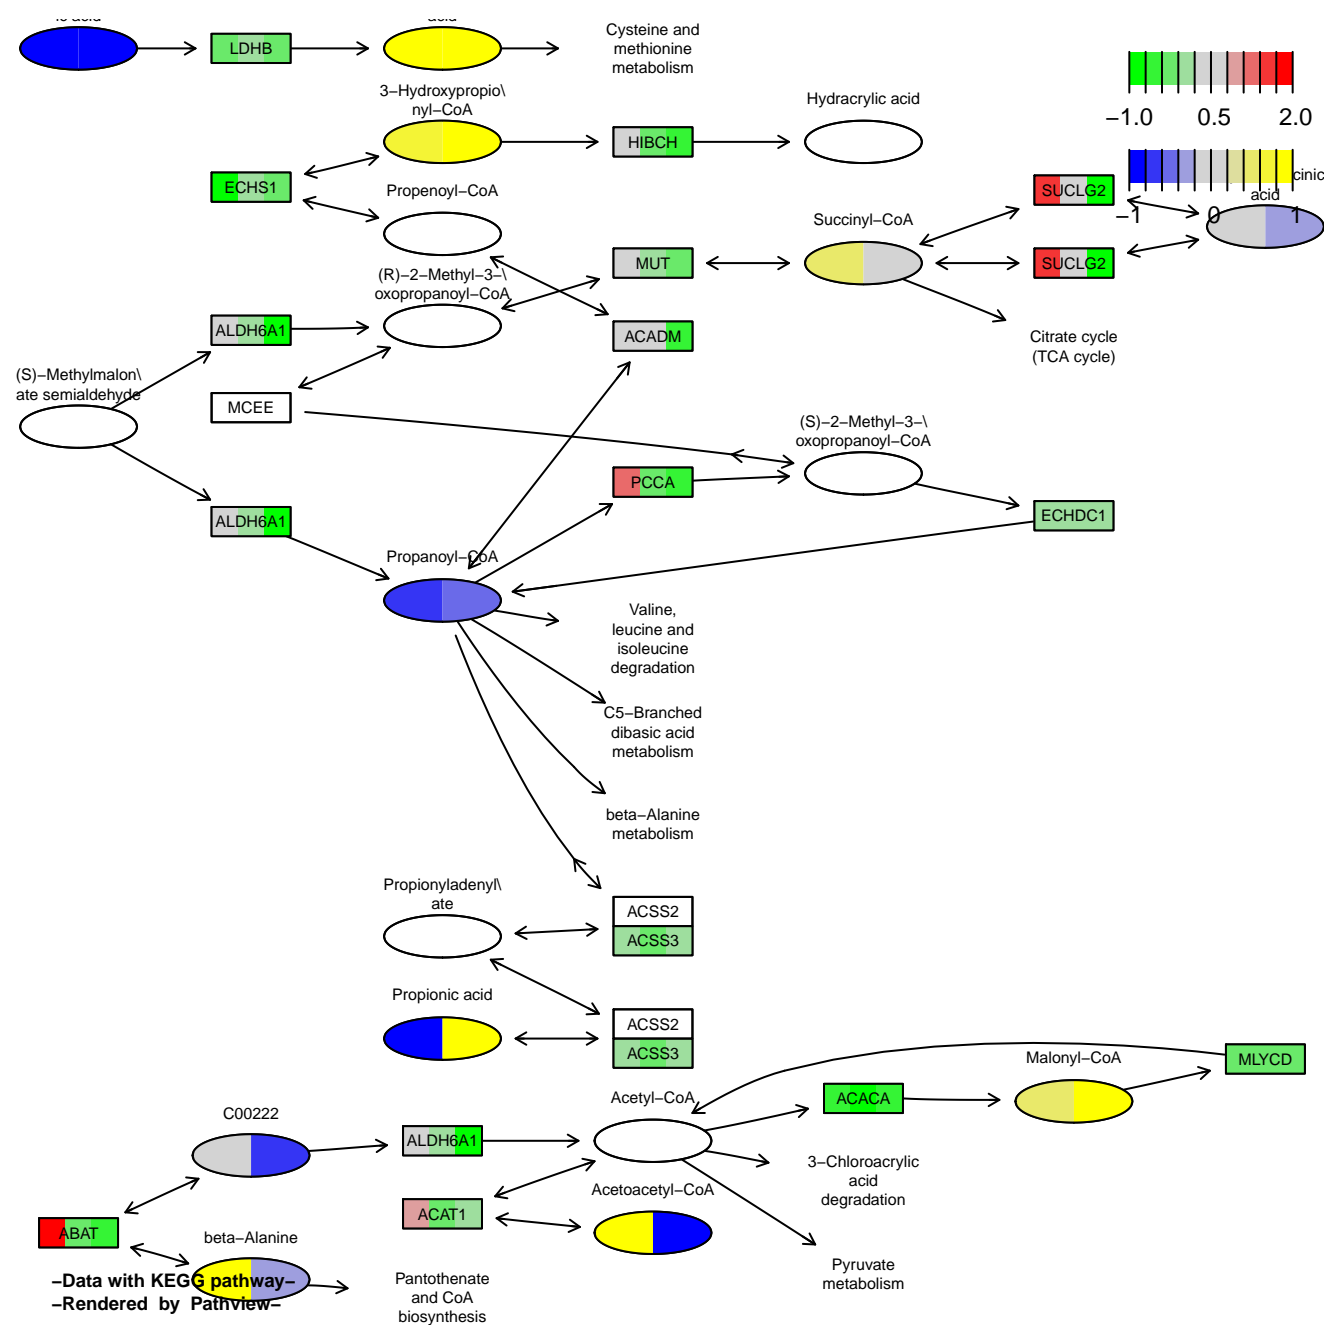 ic acid
LDHB
acid
Cysteine and
methionine
metabolism
−1.0
0.5
2.0
3−Hydroxypropio\
nyl−CoA
HIBCH
Hydracrylic acid
ECHS1
Propenoyl−CoA
SUCLG2
cinic
acid
−1
0
1
Succinyl−CoA
MUT
SUCLG2
(R)−2−Methyl−3−\
oxopropanoyl−CoA
ALDH6A1
ACADM
Citrate cycle
(TCA cycle)
(S)−Methylmalon\
ate semialdehyde
MCEE
(S)−2−Methyl−3−\
oxopropanoyl−CoA
PCCA
ALDH6A1
ECHDC1
Propanoyl−CoA
Valine,
leucine and
isoleucine
degradation
C5−Branched
dibasic acid
metabolism
beta−Alanine
metabolism
Propionyladenyl\
ate
ACSS2
ACSS3
Propionic acid
ACSS2
ACSS3
Malonyl−CoA
MLYCD
Acetyl−CoA
ACACA
C00222
ALDH6A1
3−Chloroacrylic
acid
degradation
Acetoacetyl−CoA
ACAT1
ABAT
beta−Alanine
Pyruvate
metabolism
Pantothenate
and CoA
biosynthesis
−Data with KEGG pathway−
−Rendered by Pathview−